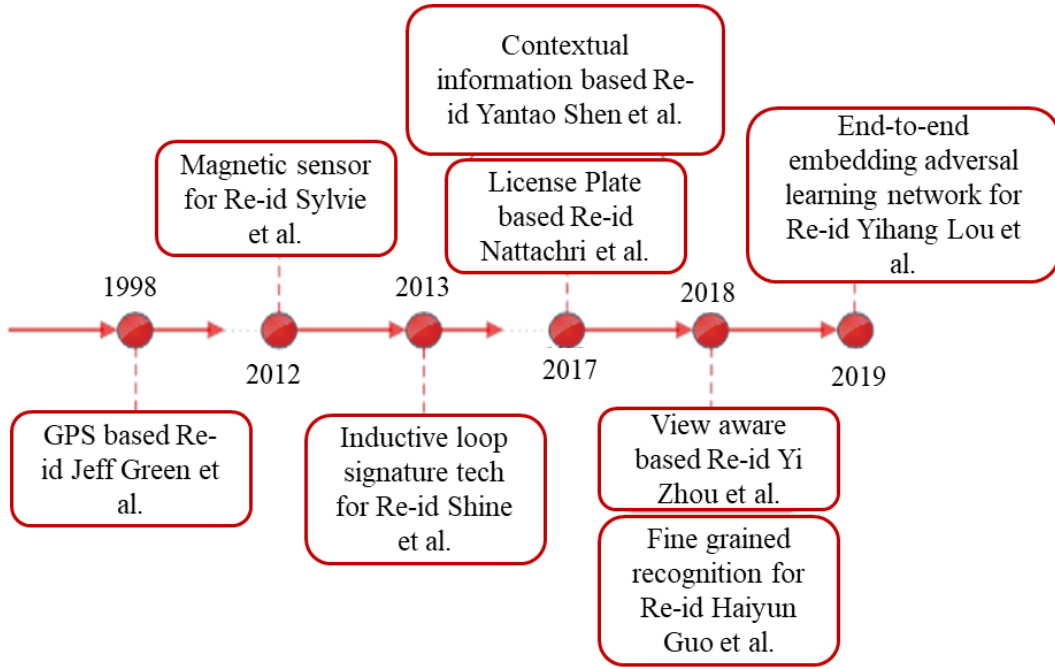 1998
GPS based Re-
id Jeff Green et
al.
Magnetic sensor
for Re-id Sylvie
et al.
2012
2013
Inductive loop
signature tech
for Re-id Shine
et al.
Contextual
information based Re-
id Yantao Shen et al.
License Plate
based Re-id
Nattachri et al.
2017
2018
View aware
based Re-id Yi
Zhou et al.
Fine grained
recognition for
Re-id Haiyun
Guo et al.
End-to-end
embedding adversal
learning network for
Re-id Yihang Lou et
al.
2019